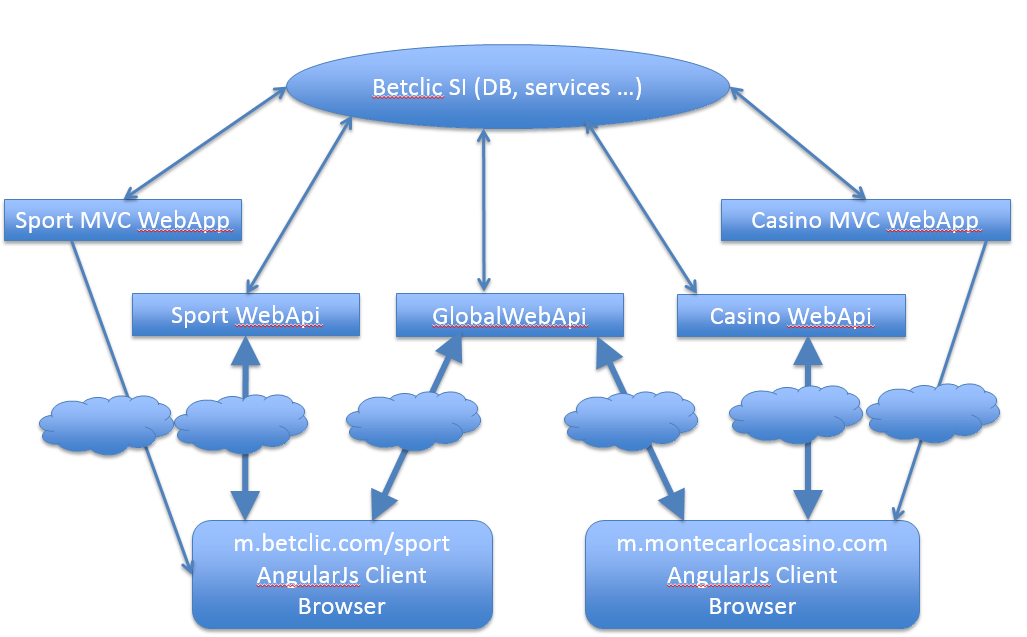 Betclic SI (DB, services …)
Sport MVC WebApp
Casino MVC WebApp
Sport WebApi
GlobalWebApi
Casino WebApi
m.betclic.com/sport
AngularJs Client
Browser
m.montecarlocasino.com
AngularJs Client
Browser